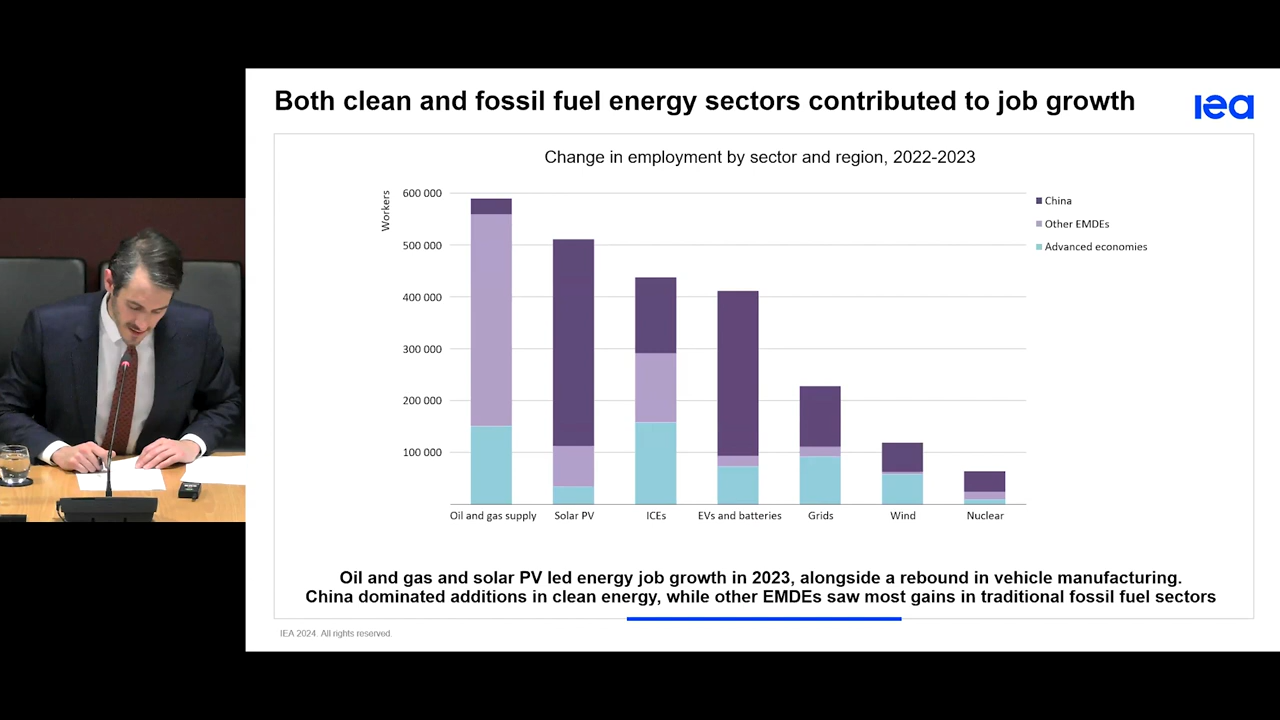 Both clean and fossil fuel energy sectors contributed to job growth
iea
Change in employment by sector and region, 2022-2023
Workers
600 000
500 000
400 000
300 000
200 000
100 000
China
Other EMDEs
Advanced economies
Oil and gas supply
Solar PV
ICEs
EVs and batteries
Grids
Wind
Nuclear
Oil and gas and solar PV led energy job growth in 2023, alongside a rebound in vehicle manufacturing.
China dominated additions in clean energy, while other EMDEs saw most gains in traditional fossil fuel sectors
IEA 2024. All rights reserved.